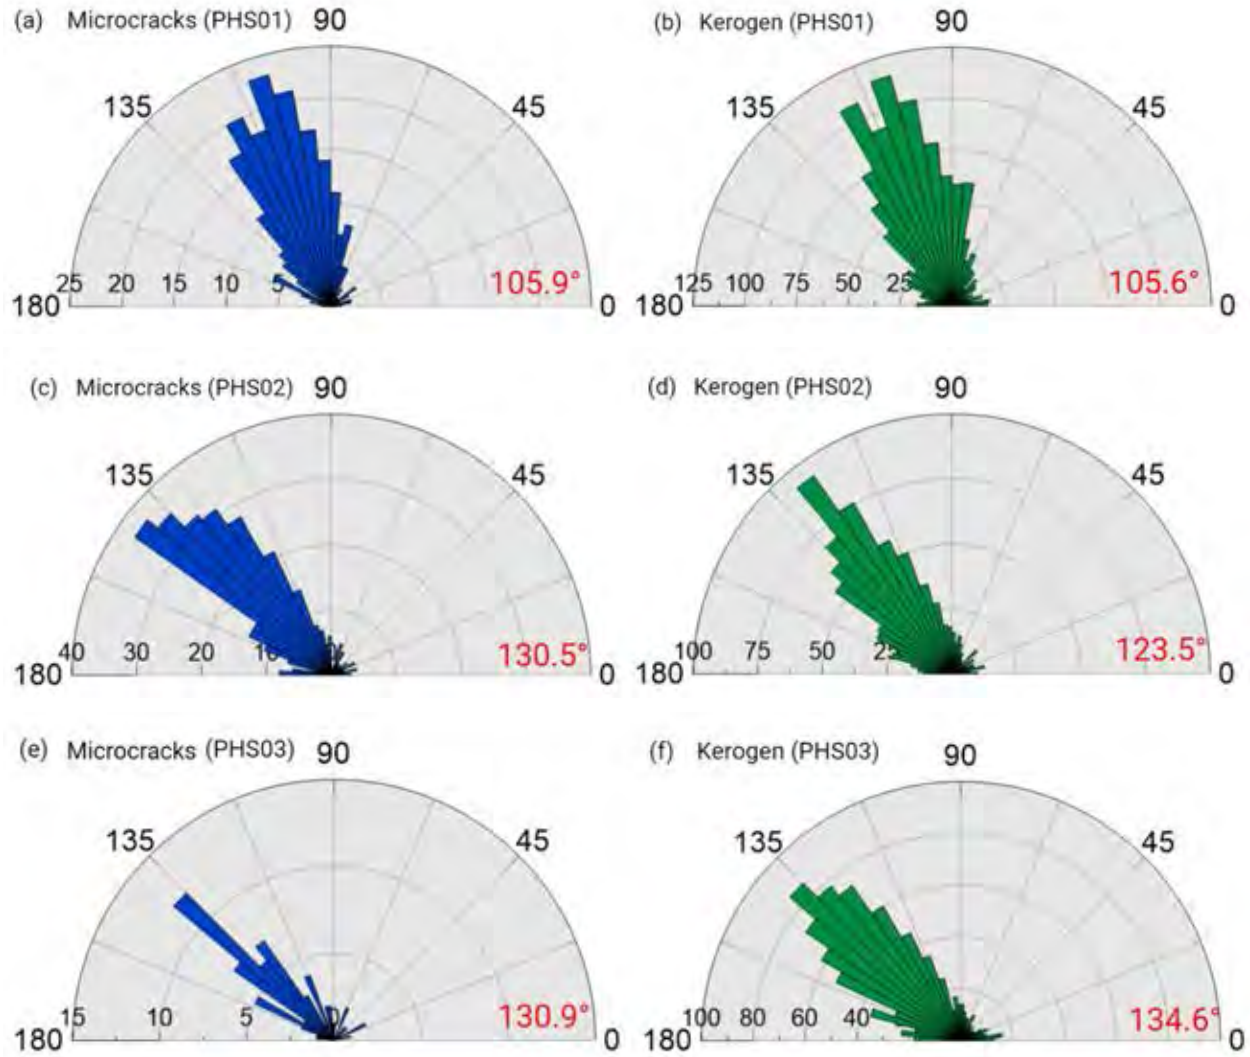 (a) Microcracks (PHS01) 90
135 45
25 20 15 10 5 105.9°
180 0
(b) Kerogen (PHS01) 90
135 45
125 100 75 50 25 105.6°
180 0
(c) Microcracks (PHS02) 90
135 45
40 30 20 10 130.5°
180 0
(d) Kerogen (PHS02) 90
135 45
100 75 50 123.5°
180 0
(e) Microcracks (PHS03) 90
135 45
15 10 5 0 130.9°
180 0
(f) Kerogen (PHS03) 90
135 45
100 80 60 40 134.6°
180 0